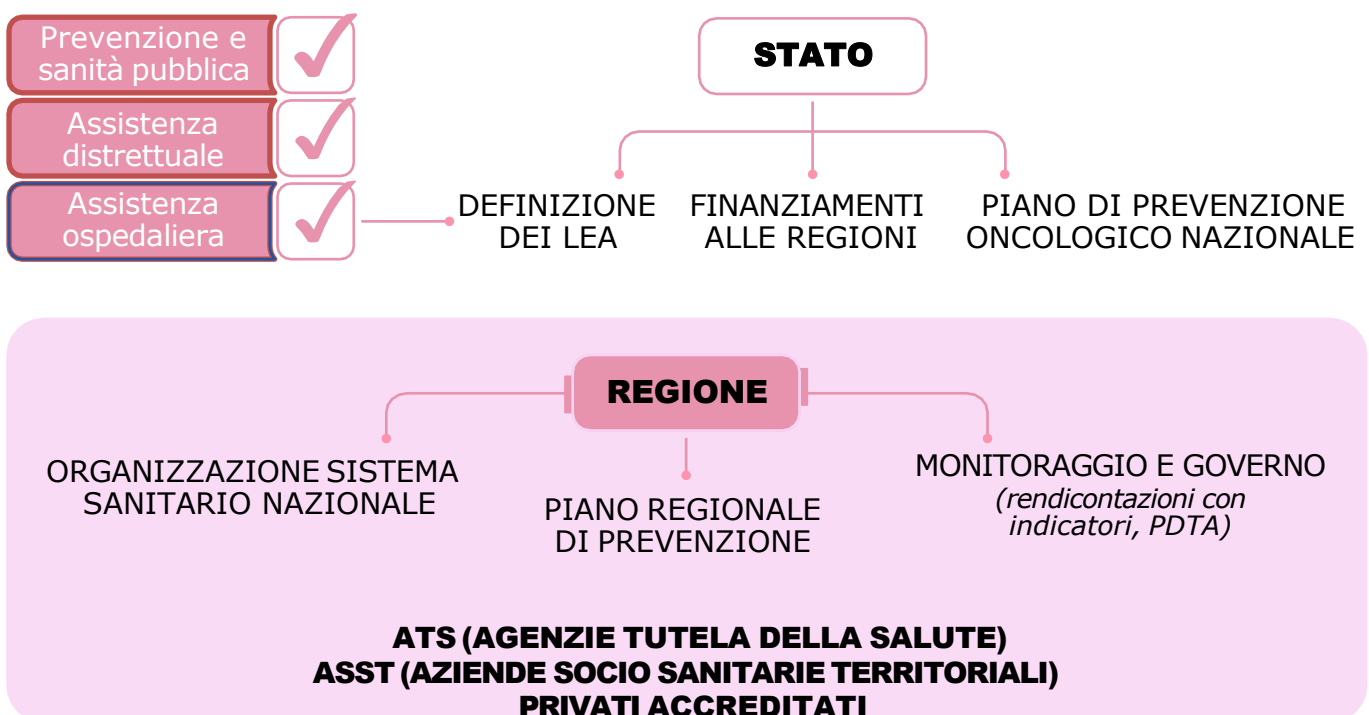 Prevenzione e
sanità pubblica
Assistenza
distrettuale
Assistenza
ospedaliera
STATO
DEFINIZIONE
DEI LEA
FINANZIAMENTI
ALLE REGIONI
PIANO DI PREVENZIONE
ONCOLOGICO NAZIONALE
REGIONE
ORGANIZZAZIONE SISTEMA
SANITARIO NAZIONALE
PIANO REGIONALE
DI PREVENZIONE
MONITORAGGIO E GOVERNO
(rendicontazioni con
indicatori, PDTA)
ATS (AGENZIE TUTELA DELLA SALUTE)
ASST (AZIENDE SOCIO SANITARIE TERRITORIALI)
PRIVATI ACCREDITATI